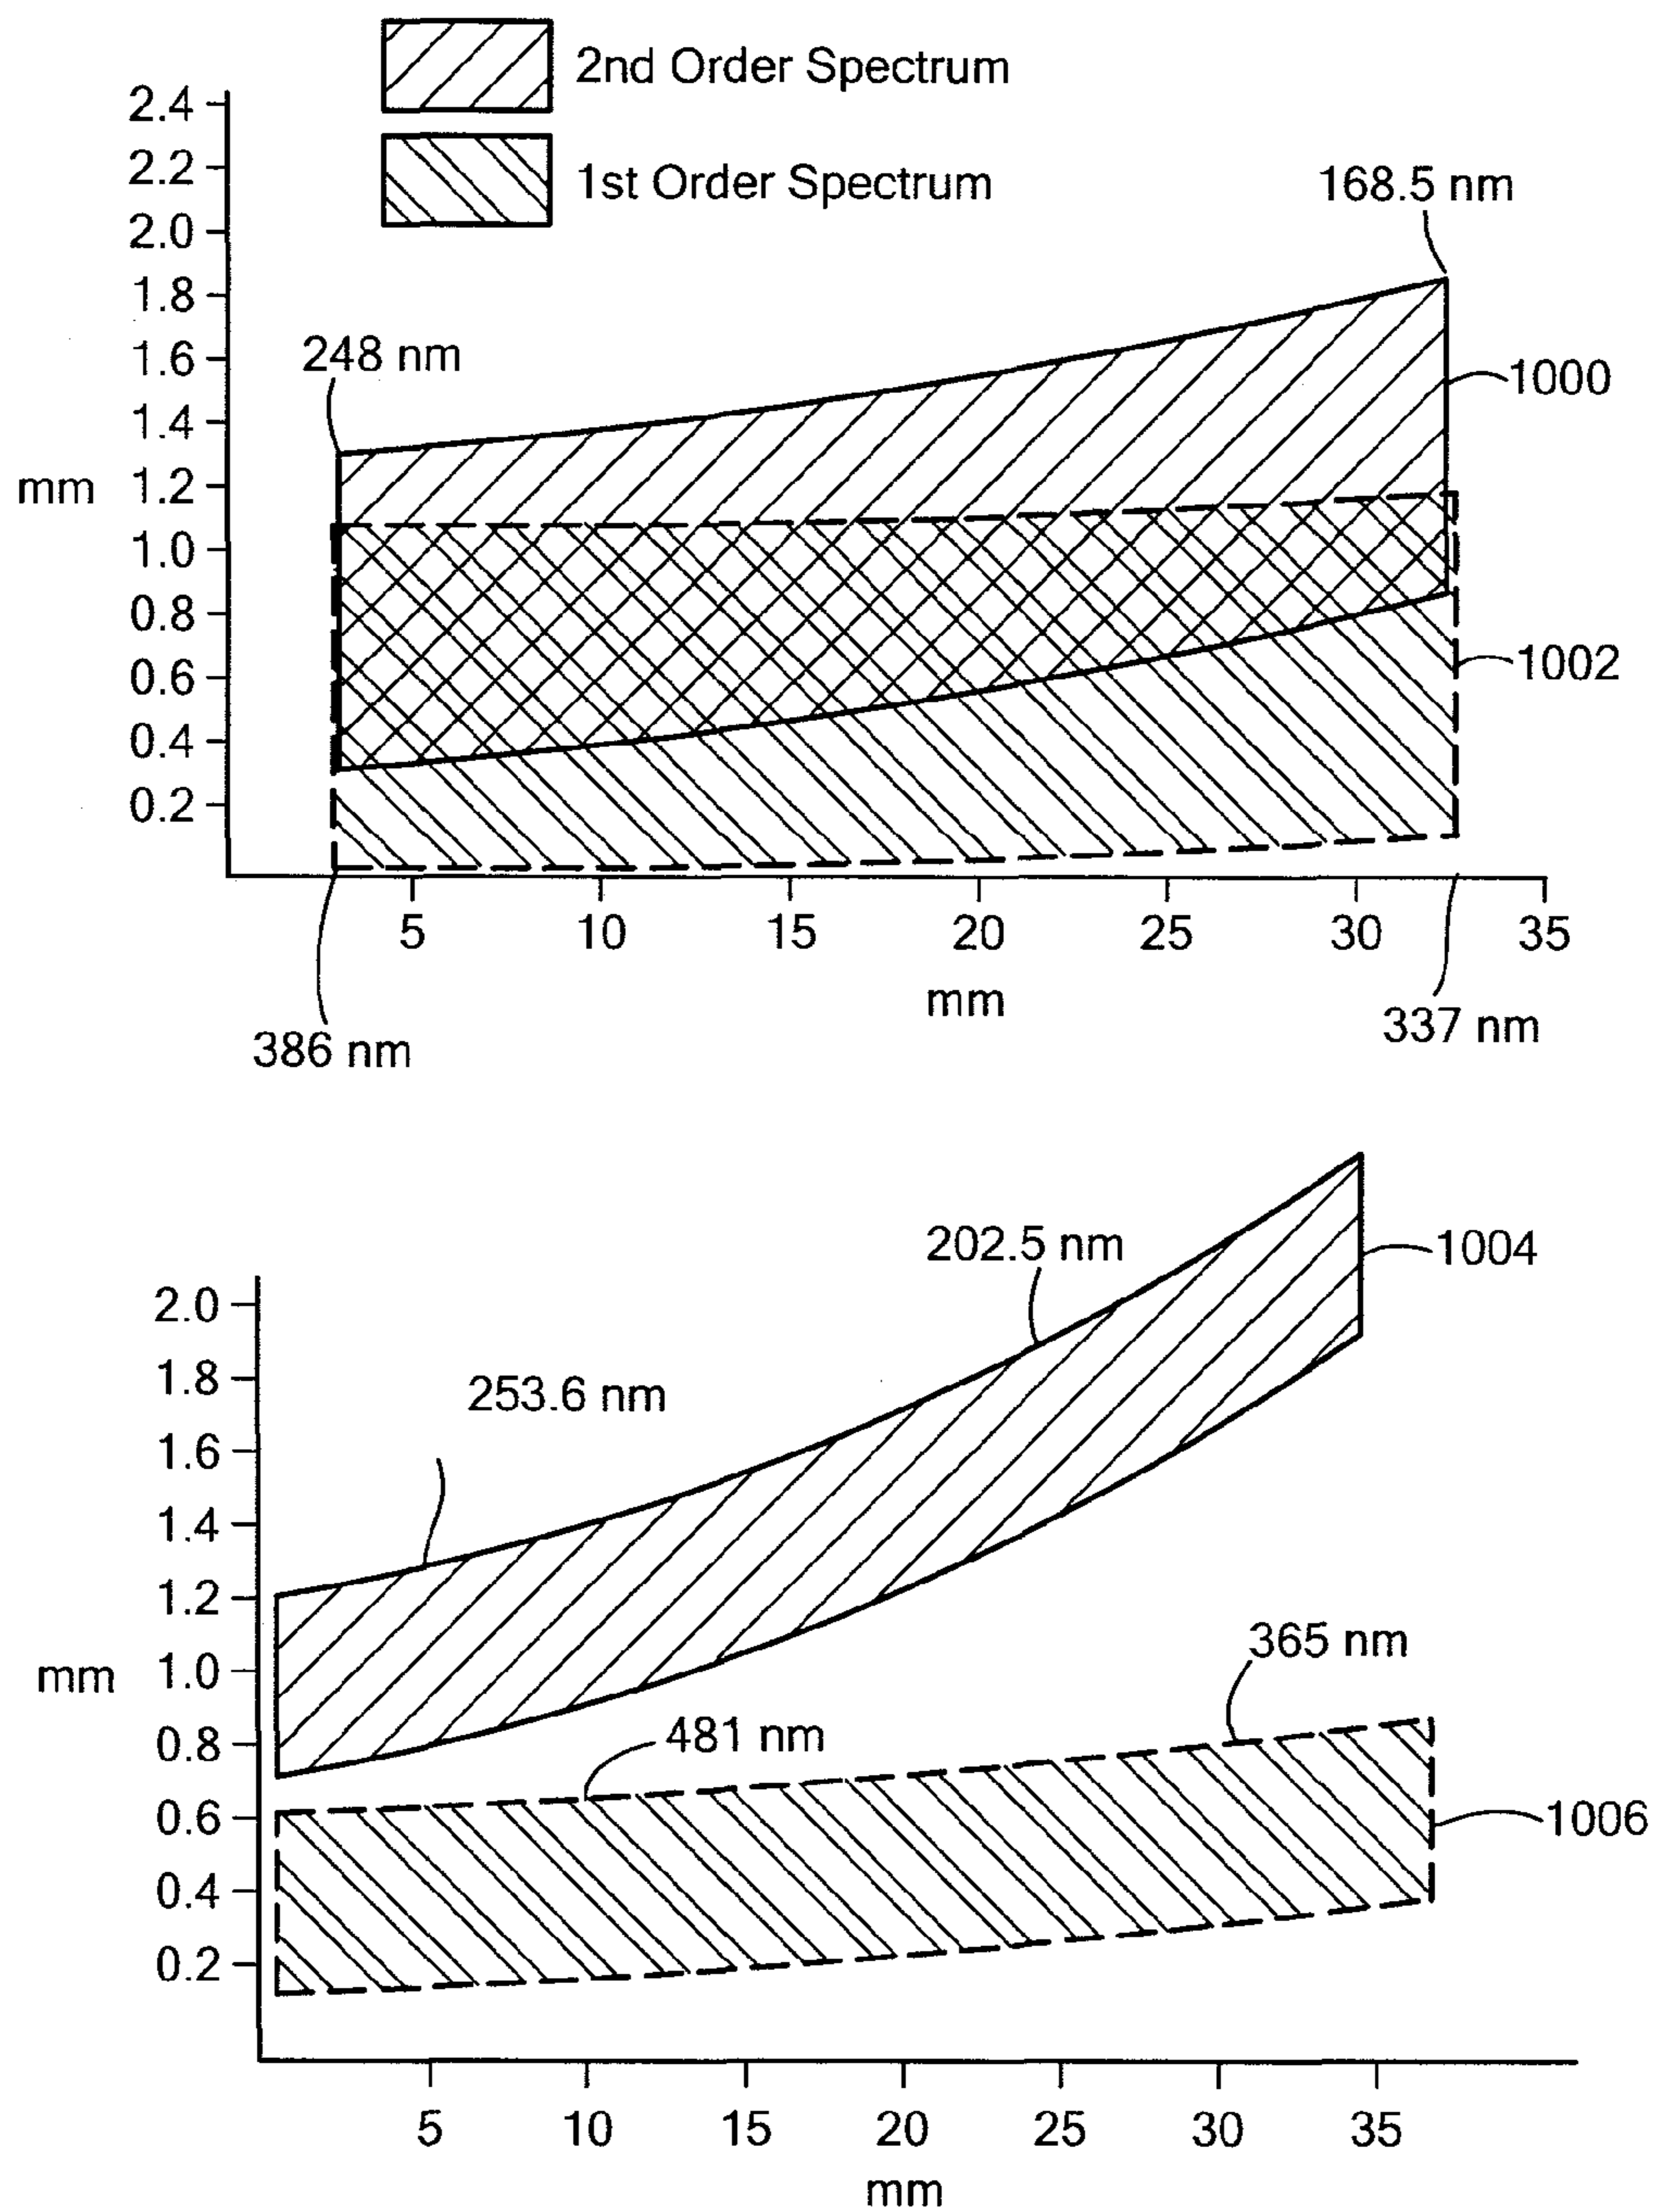 2nd Order Spectrum
1st Order Spectrum
2.4
2.2
2.0
1.8
1.6
1.4
1.2
1.0
0.8
0.6
0.4
0.2
mm
248 nm
168.5 nm
1000
1002
5 10 15 20 25 30 35
mm
386 nm
337 nm
2.0
1.8
1.6
1.4
1.2
1.0
0.8
0.6
0.4
0.2
mm
253.6 nm
202.5 nm
1004
481 nm
365 nm
1006
5 10 15 20 25 30 35
mm